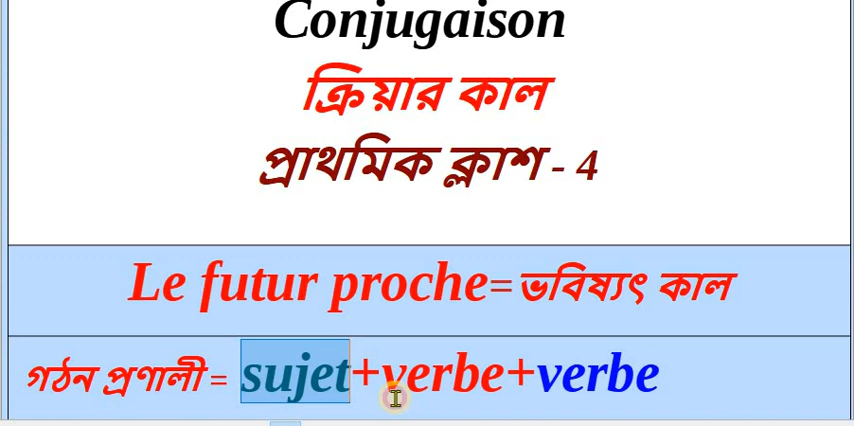 Conjugaison
ক্রিয়ার কাল
প্রাথমিক ক্লাশ - 4
Le futur proche=ভবিষ্যৎ কাল
গঠন প্রণালী = sujet+verbe+verbe